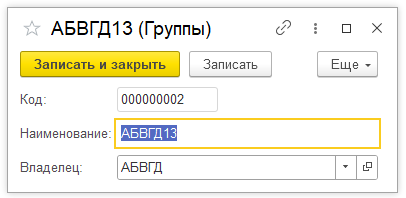 АБВГД13 (Группы)
Записать и закрыть Записать Еще
Код: 000000002
Наименование: АБВГД13
Владелец: АБВГД